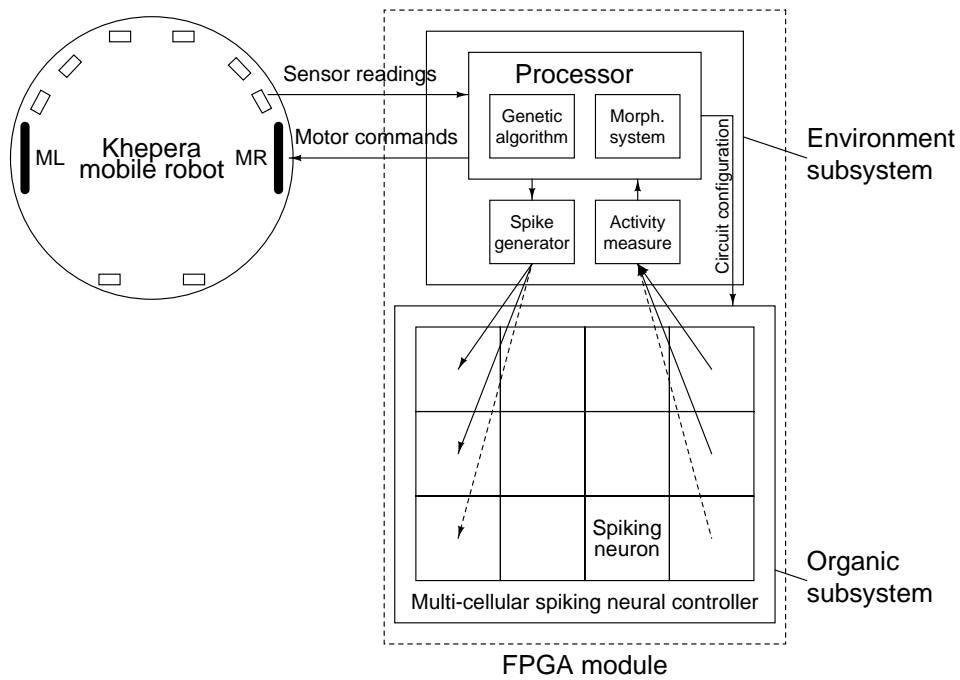 Sensor readings
Motor commands
ML
Khepera
mobile robot
MR
Processor
Genetic
algorithm
Morph.
system
Spike
generator
Activity
measure
Circuit configuration
Environment
subsystem
Spiking
neuron
Multi-cellular spiking neural controller
Organic
subsystem
FPGA module